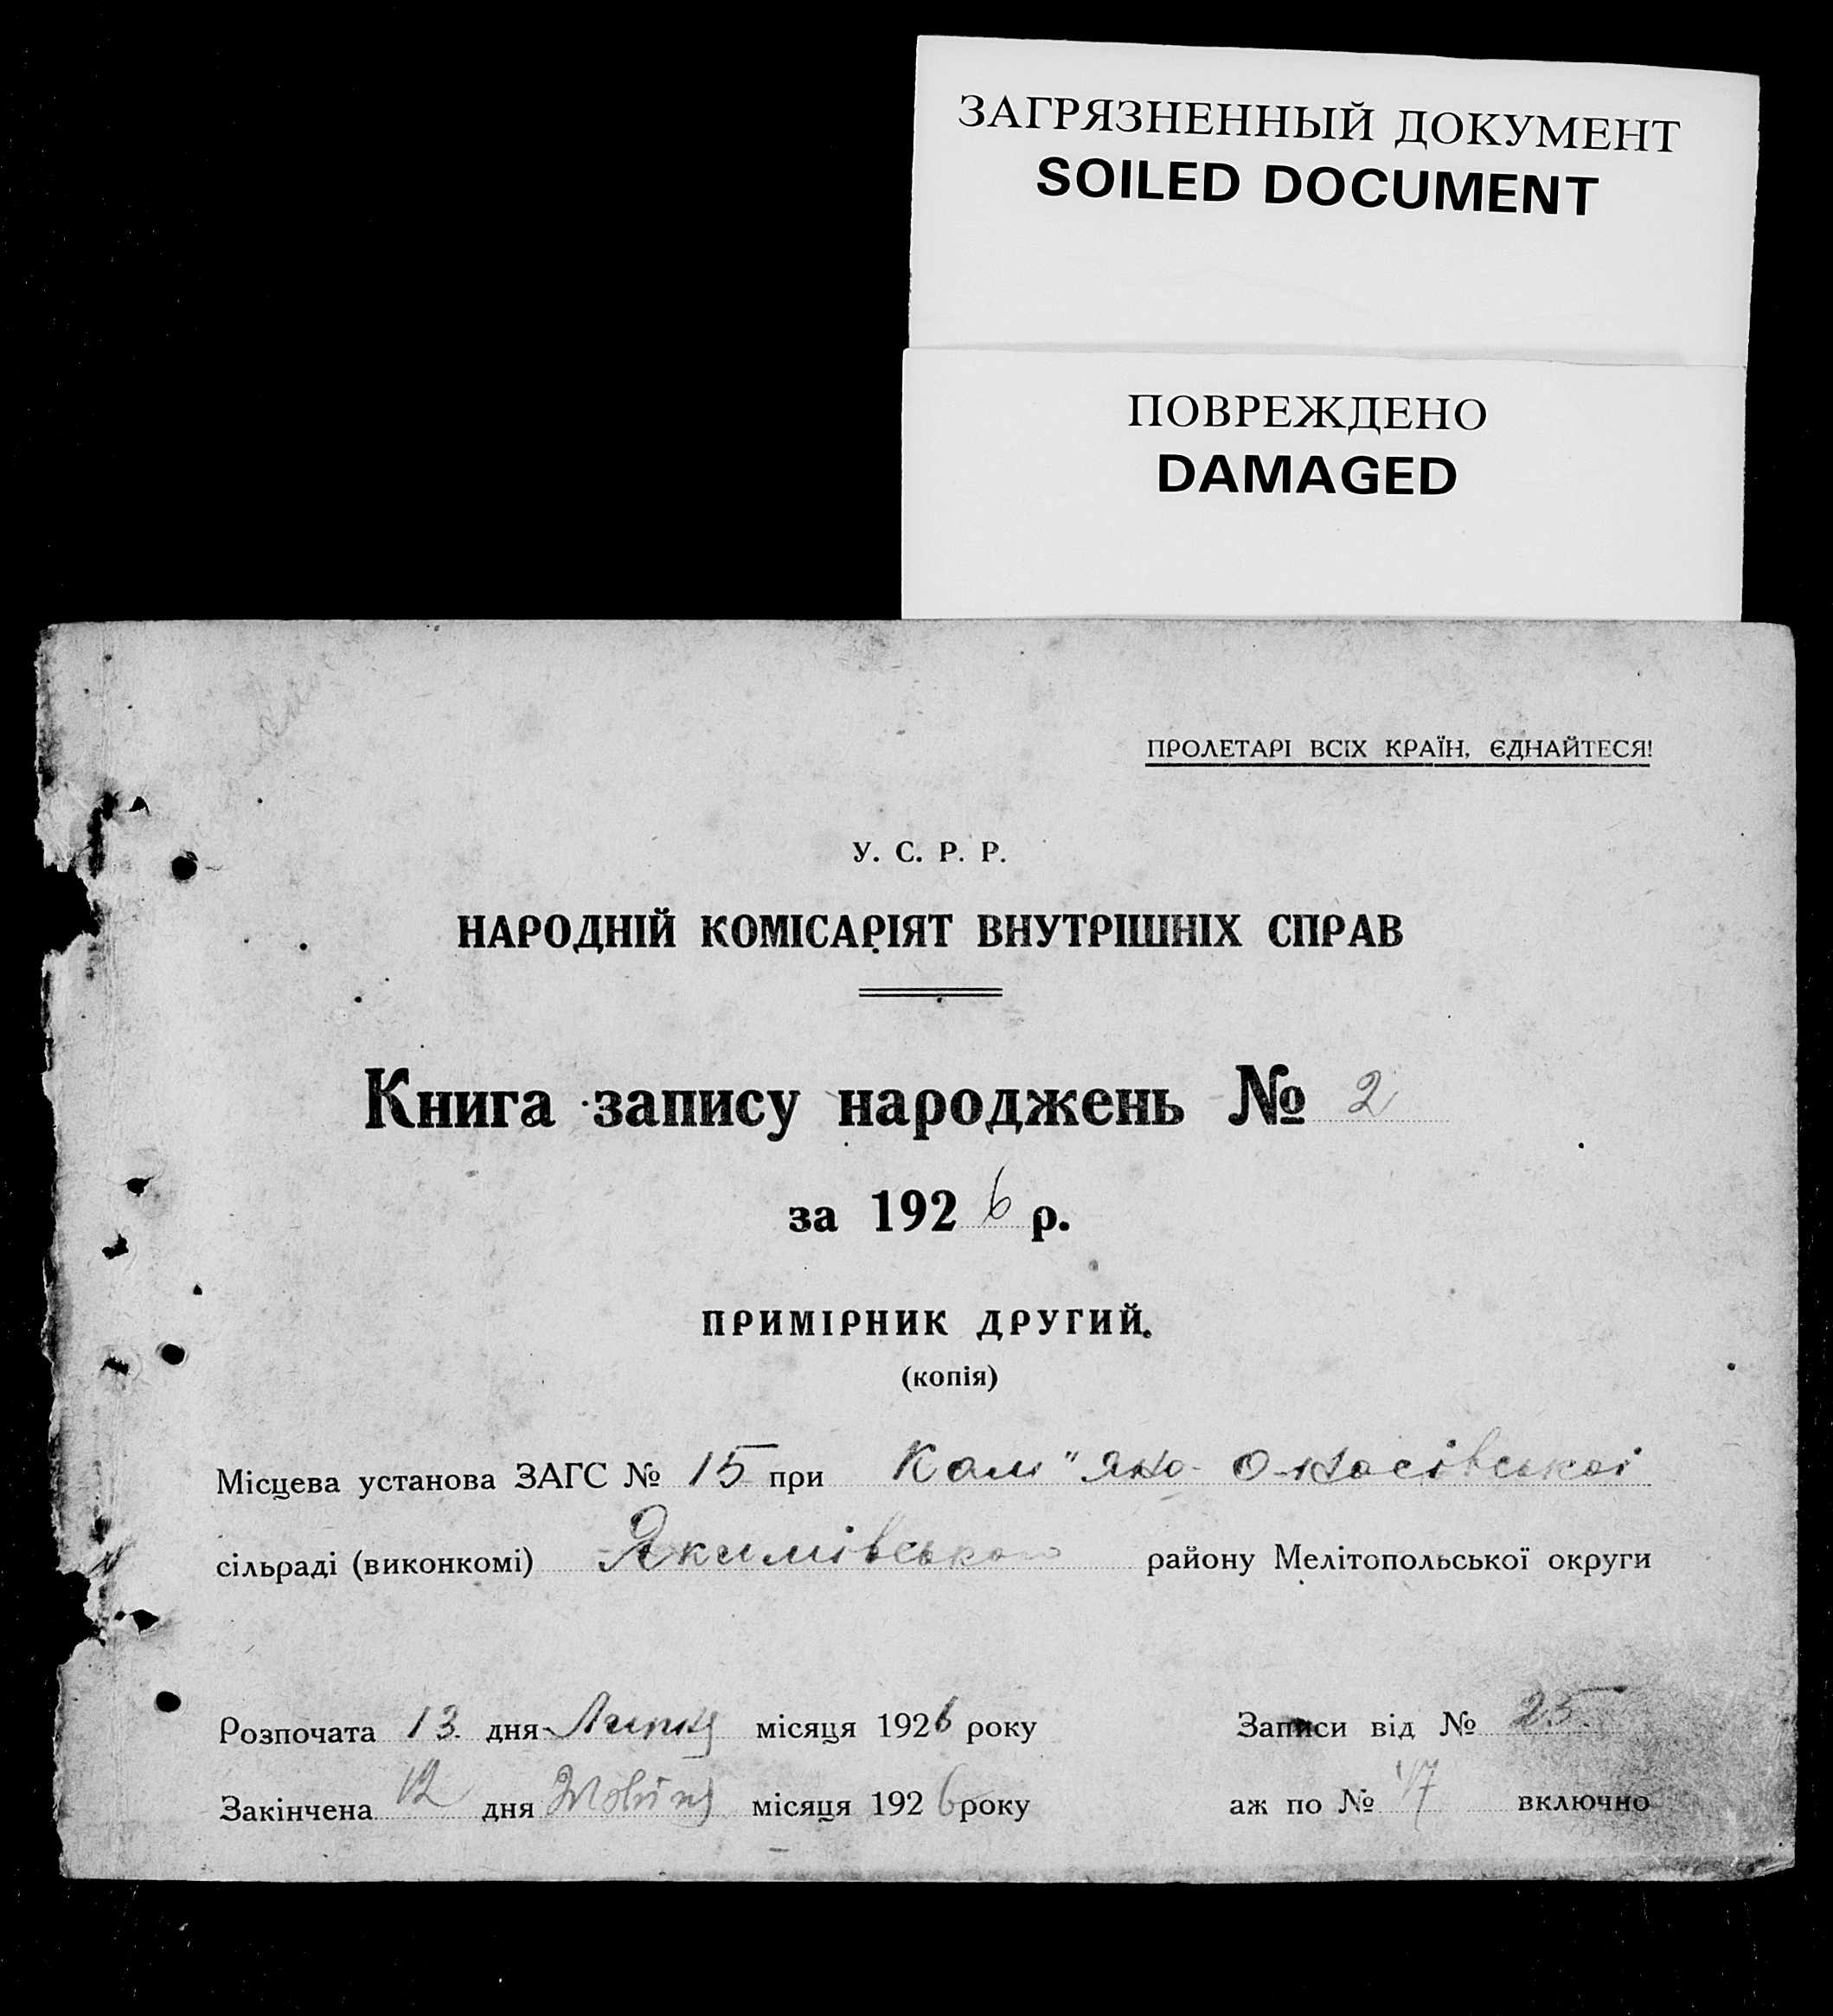 ЗАГРЯЗНЕННЫЙ ДОКУМЕНТ
SOILED DOCUMENT
ПОВРЕЖДЕНО
DAMAGED
ПРОЛЕТАРІ ВСІХ КРАЇН, ЄДНАЙТЕСЯ!
У. С. Р. Р.
НАРОДНІЙ КОМІСАРІЯТ ВНУТРІШНІХ СПРАВ
Книга запису народжень № 2
за 1926 р.
ПРИМІРНИК ДРУГИЙ.
(копія)
Місцева установа ЗАГС № 15 при Кам"яно-
сільраді (виконкомі) Якимівського району Мелітопольської округи
Розпочата 13 дня Липня місяця 1926 року Записи від № 25
Закінчена 12 дня Жовтня місяця 1926 року аж по № 47 включно